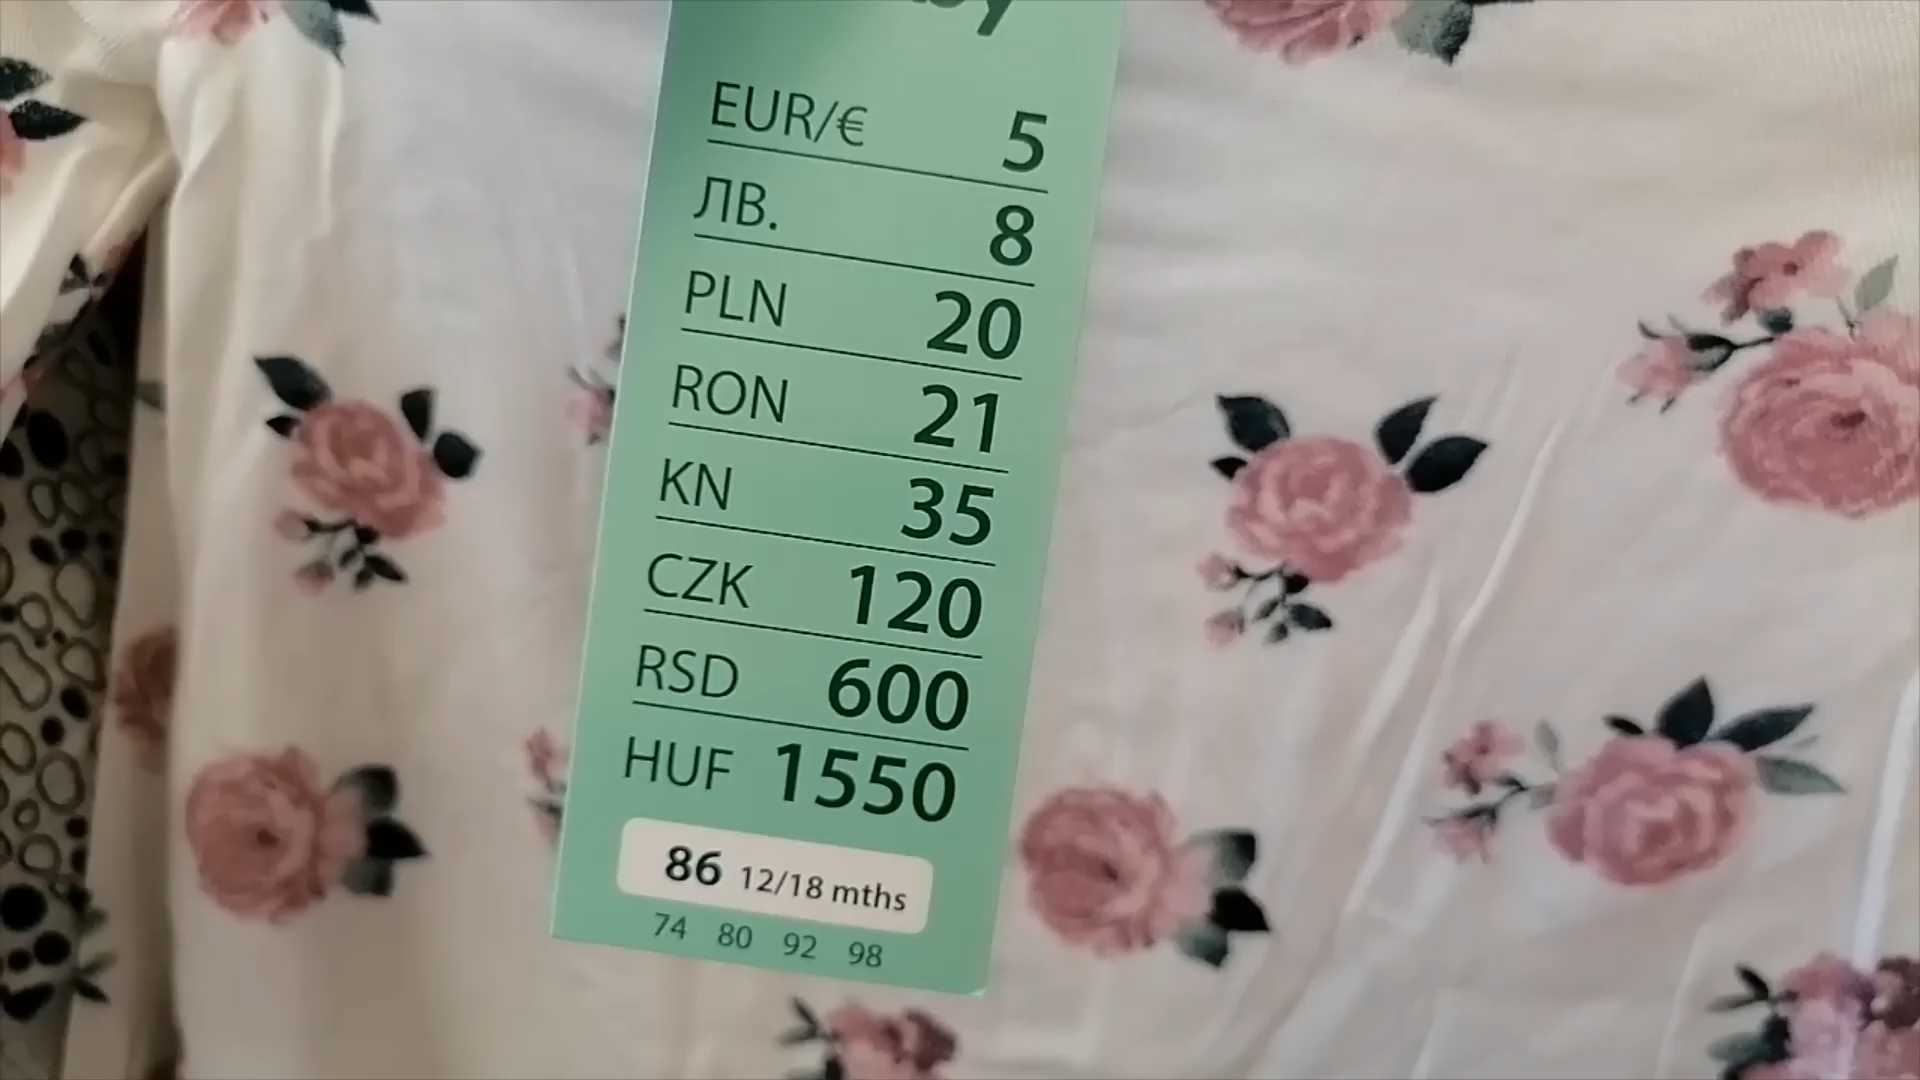 EUR/€ 5
ЛВ. 8
PLN 20
RON 21
KN 35
CZK 120
RSD 600
HUF 1550
86 12/18 mths
74 80 92 98